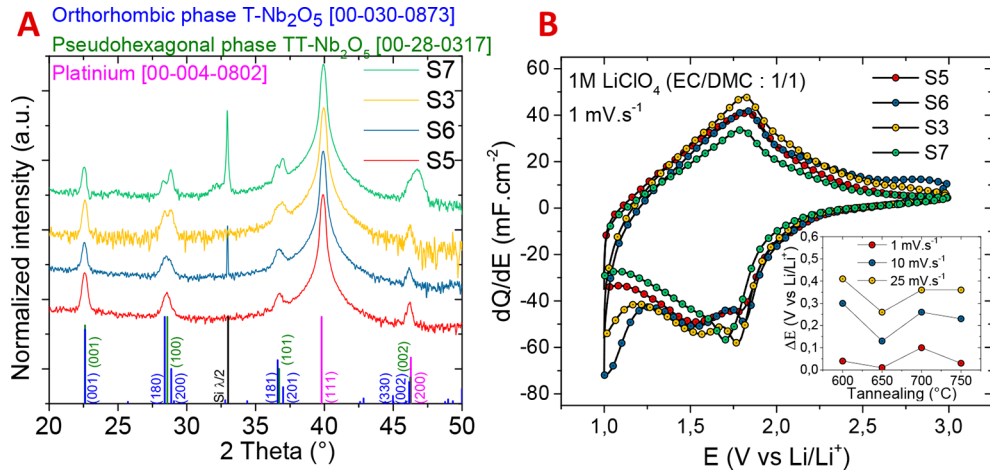 A
Orthorhombic phase T-Nb₂O₅ [00-030-0873]
Pseudohexagonal phase TT-Nb₂O₅ [00-28-0317]
Platinium [00-004-0802]
S7
S3
S6
S5
Normalized intensity (a.u.)
(001)
(001)
(180)
(100)
(200)
Si λ/2
(181)
(101)
(201)
(111)
(330)
(002)
(002)
(200)
20 25 30 35 40 45 50
2 Theta (°)
B
1M LiClO₄ (EC/DMC : 1/1)
1 mV.s⁻¹
S5
S6
S3
S7
dQ/dE (mF.cm⁻²)
60
40
20
0
-20
-40
-60
-80
1,0 1,5 2,0 2,5 3,0
E (V vs Li/Li⁺)
1 mV.s⁻¹
10 mV.s⁻¹
25 mV.s⁻¹
ΔE (V vs Li/Li⁺)
0,6
0,5
0,4
0,3
0,2
0,1
0,0
600 650 700 750
Tannealing (°C)